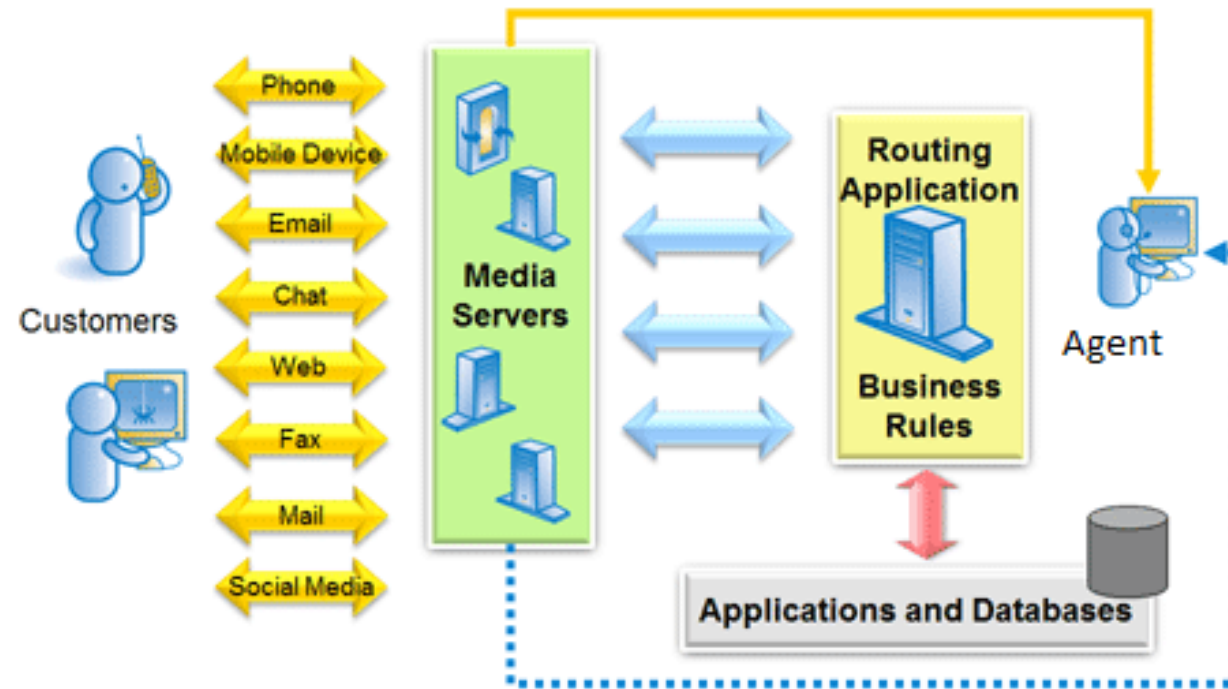 Phone
Mobile Device
Email
Chat
Web
Fax
Mail
Social Media
Customers
Media
Servers
Routing
Application
Business
Rules
Agent
Applications and Databases